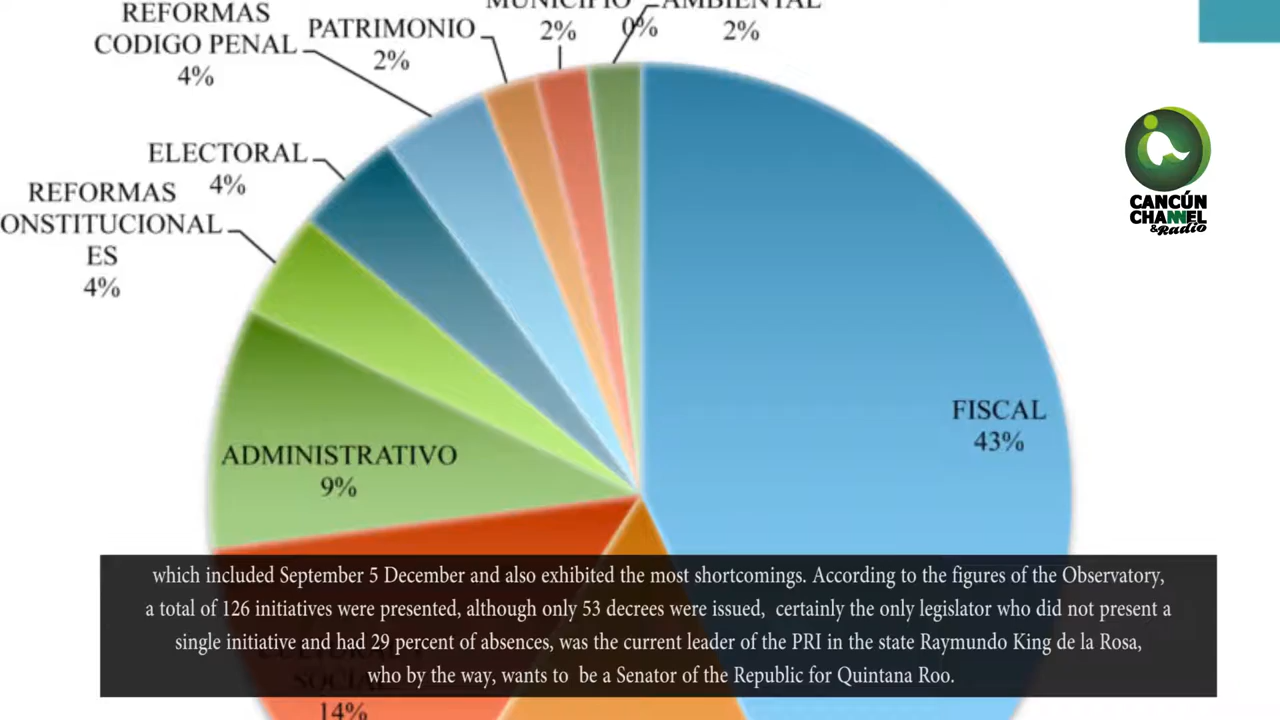 REFORMAS
CODIGO PENAL
4%
PATRIMONIO
2%
MUNICIPIO
2%
0%
AMBIENTAL
2%
ELECTORAL
4%
REFORMAS
ONSTITUCIONAL
ES
4%
ADMINISTRATIVO
9%
FISCAL
43%
CANCÚN
CHANNEL
&Radio
which included September 5 December and also exhibited the most shortcomings. According to the figures of the Observatory,
a total of 126 initiatives were presented, although only 53 decrees were issued, certainly the only legislator who did not present a
single initiative and had 29 percent of absences, was the current leader of the PRI in the state Raymundo King de la Rosa,
who by the way, wants to be a Senator of the Republic for Quintana Roo.
SOCIAL
14%